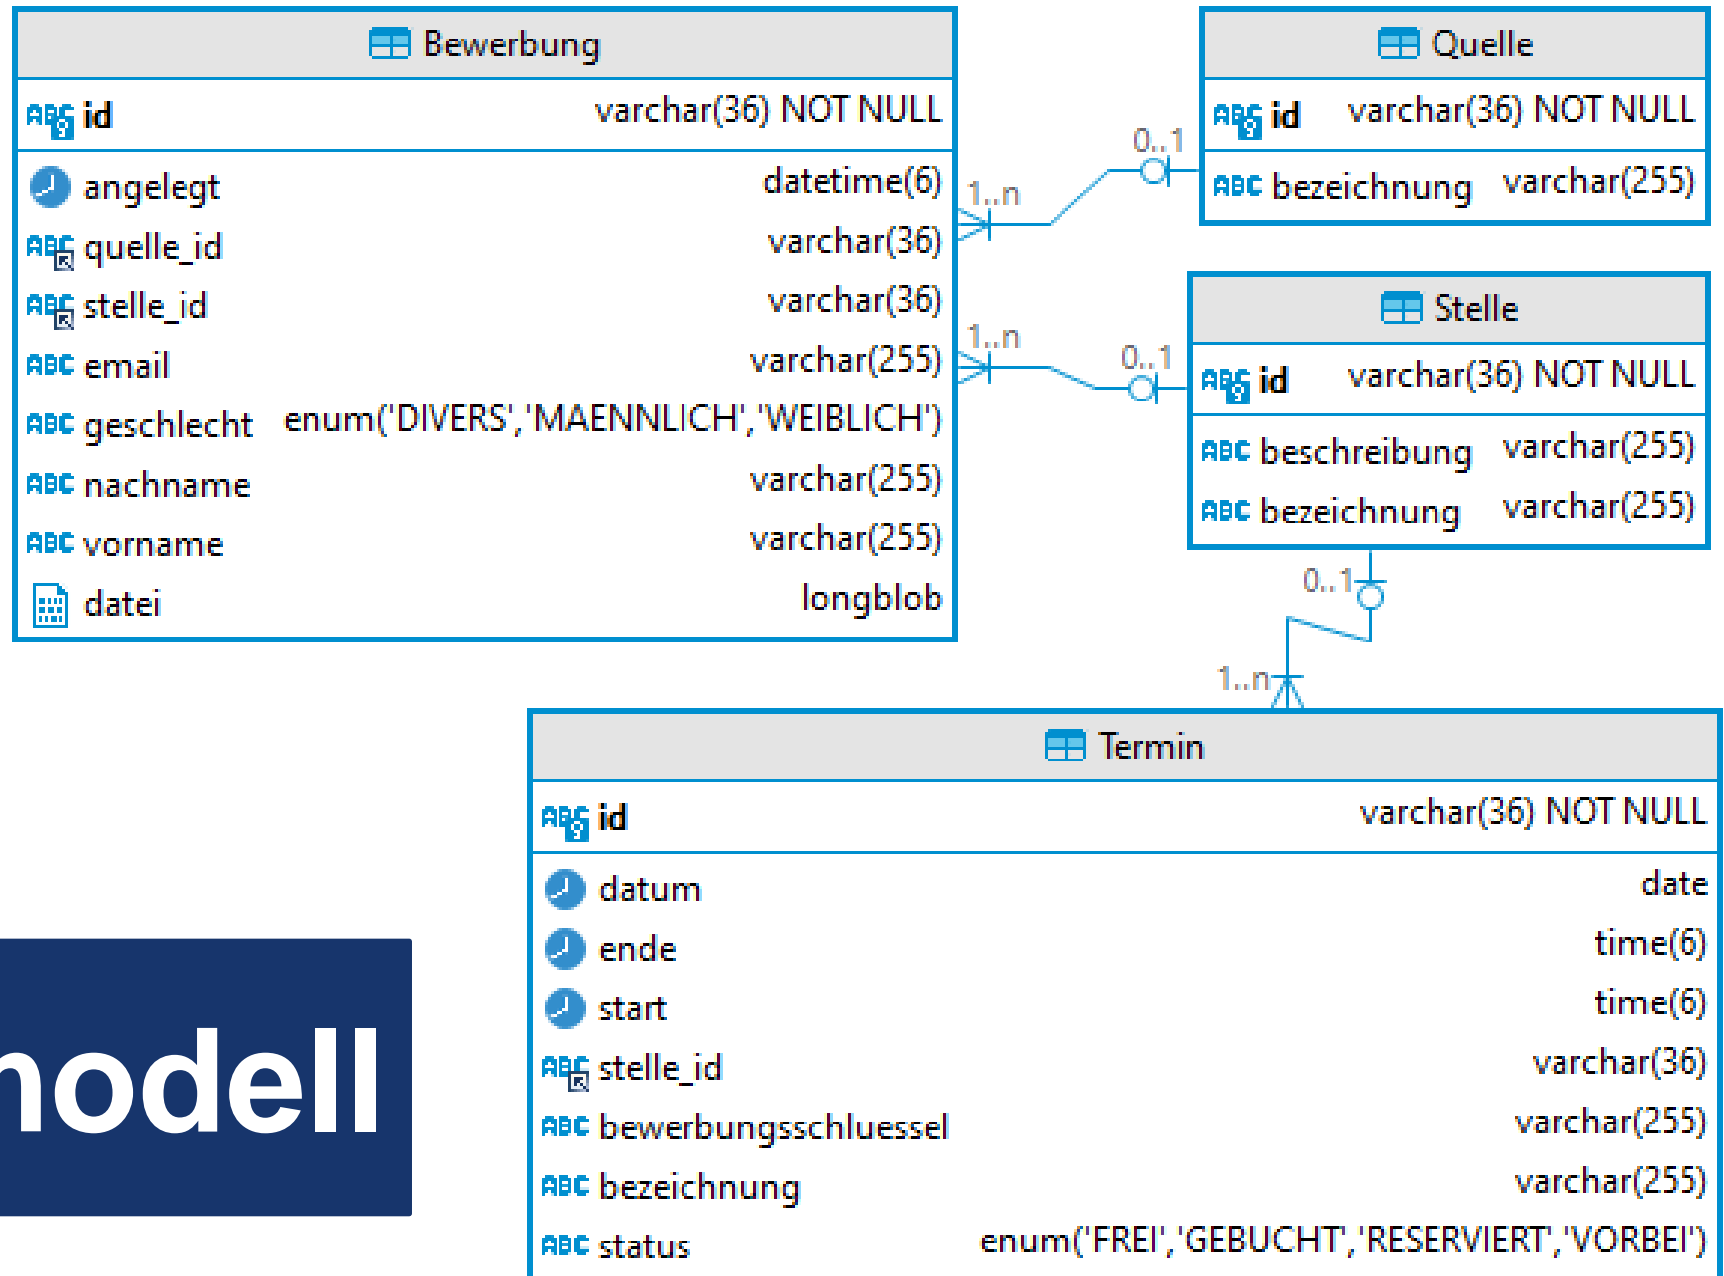 Bewerbung
id varchar(36) NOT NULL
angelegt datetime(6)
quelle_id varchar(36)
stelle_id varchar(36)
email varchar(255)
geschlecht enum('DIVERS','MAENNLICH','WEIBLICH')
nachname varchar(255)
vorname varchar(255)
datei longblob
1..n
0..1
Quelle
id varchar(36) NOT NULL
bezeichnung varchar(255)
1..n
0..1
Stelle
id varchar(36) NOT NULL
beschreibung varchar(255)
bezeichnung varchar(255)
0..1
1..n
Termin
id varchar(36) NOT NULL
datum date
ende time(6)
start time(6)
stelle_id varchar(36)
bewerbungsschluessel varchar(255)
bezeichnung varchar(255)
status enum('FREI','GEBUCHT','RESERVIERT','VORBEI')
modell